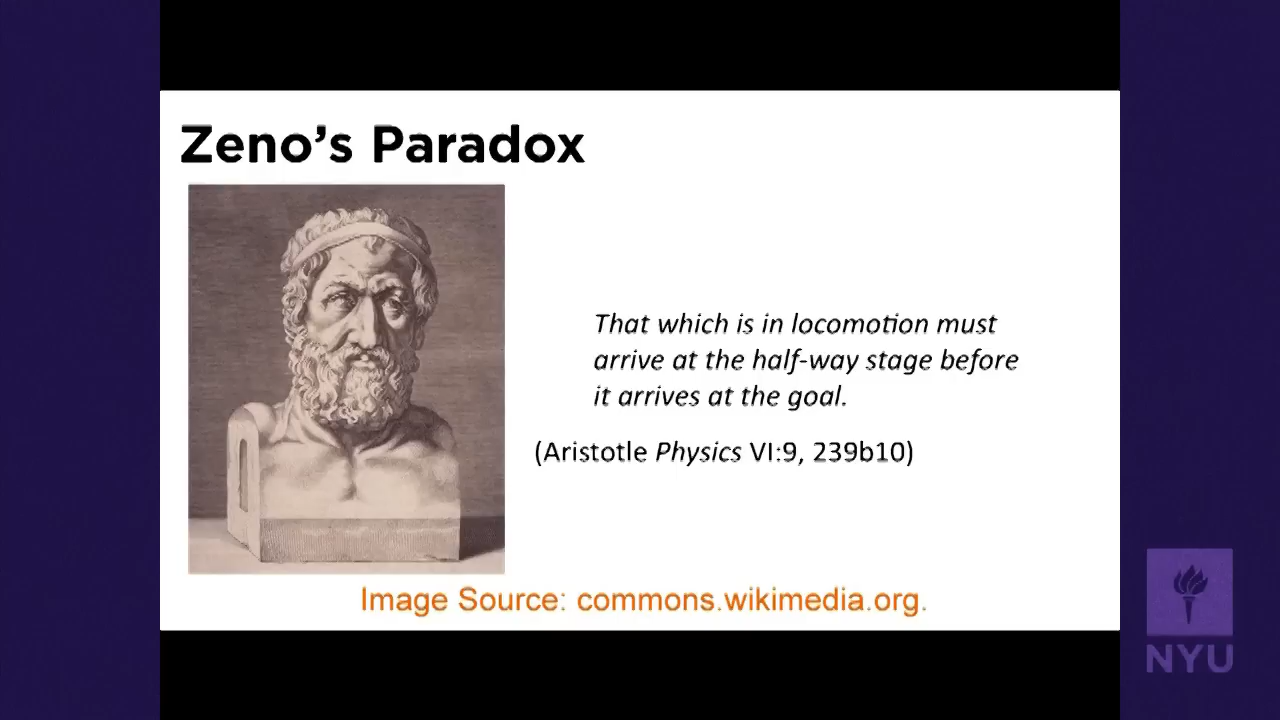 Zeno's Paradox
That which is in locomotion must
arrive at the half-way stage before
it arrives at the goal.
(Aristotle Physics VI:9, 239b10)
Image Source: commons.wikimedia.org.
NYU